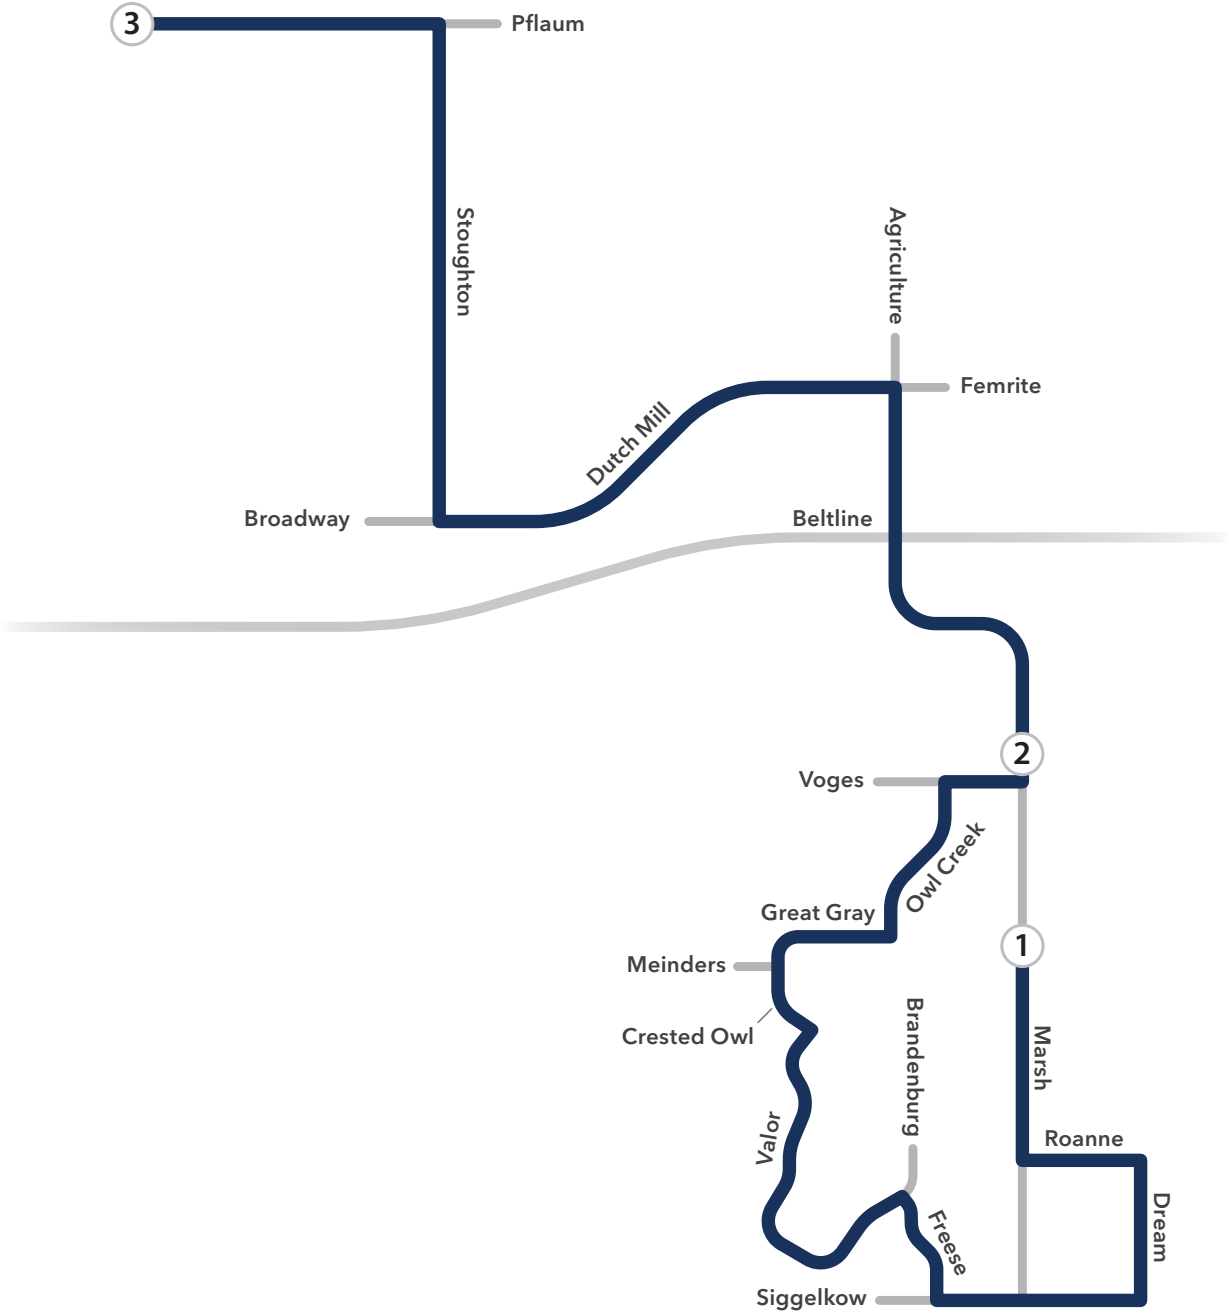 3
Pflaum
Stoughton
Agriculture
Femrite
Dutch Mill
Broadway
Beltline
2
Voges
Owl Creek
Great Gray
1
Meinders
Crested Owl
Brandenburg
Marsh
Valor
Roanne
Dream
Freese
Siggelkow